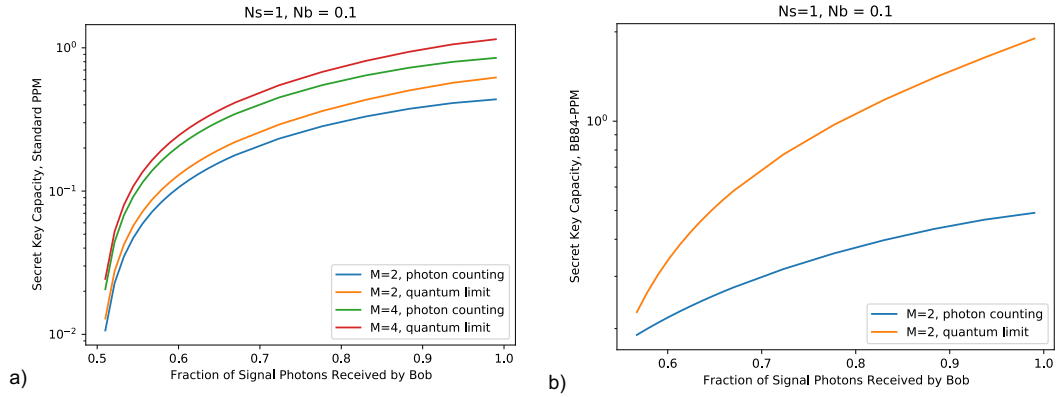 Ns=1, Nb = 0.1
Secret Key Capacity, Standard PPM
10^0
10^-1
10^-2
M=2, photon counting
M=2, quantum limit
M=4, photon counting
M=4, quantum limit
0.5 0.6 0.7 0.8 0.9 1.0
Fraction of Signal Photons Received by Bob
a)
Ns=1, Nb = 0.1
Secret Key Capacity, BB84-PPM
10^0
M=2, photon counting
M=2, quantum limit
0.6 0.7 0.8 0.9 1.0
Fraction of Signal Photons Received by Bob
b)